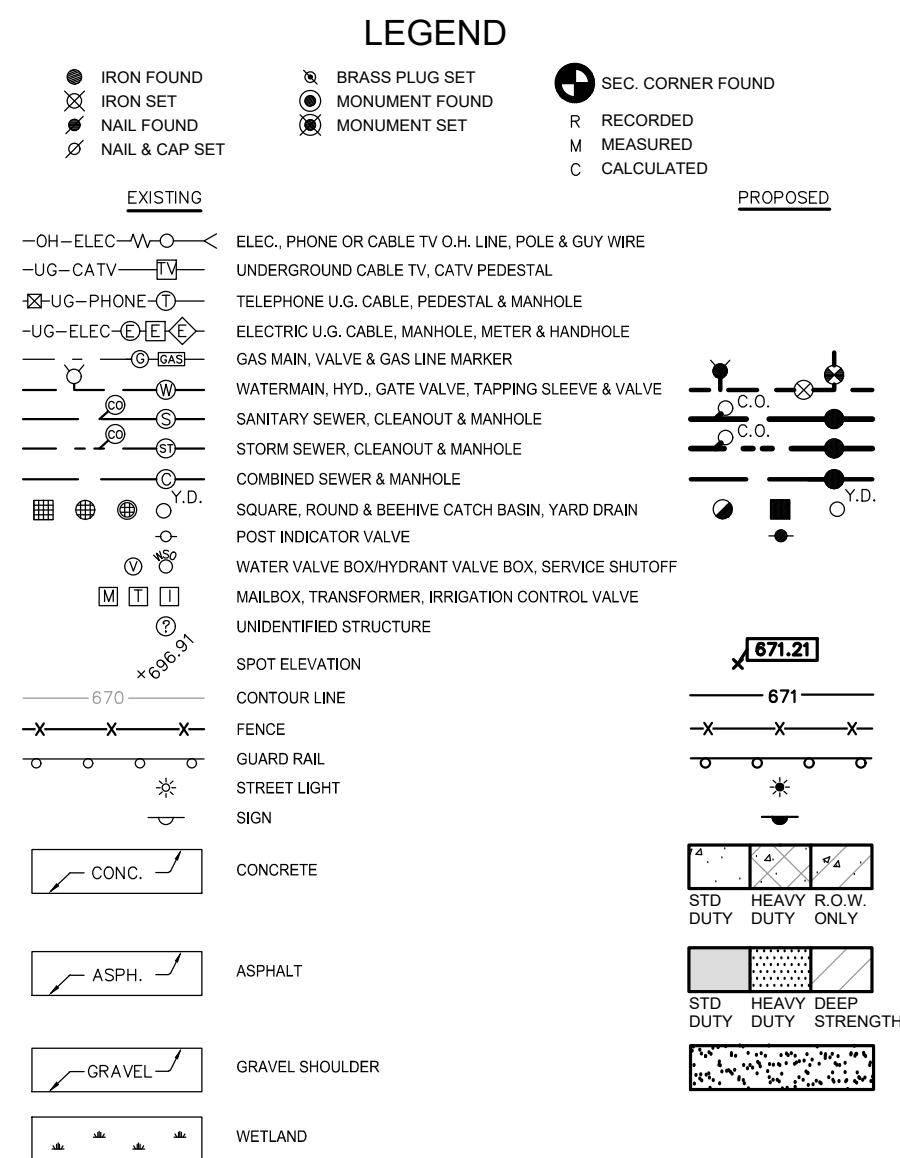 LEGEND
IRON FOUND
IRON SET
NAIL FOUND
NAIL & CAP SET
BRASS PLUG SET
MONUMENT FOUND
MONUMENT SET
SEC. CORNER FOUND
R RECORDED
M MEASURED
C CALCULATED
EXISTING
PROPOSED
OH-ELEC ELEC., PHONE OR CABLE TV O.H. LINE, POLE & GUY WIRE
UG-CATV TV UNDERGROUND CABLE TV, CATV PEDESTAL
UG-PHONE T TELEPHONE U.G. CABLE, PEDESTAL & MANHOLE
UG-ELEC E E E ELECTRIC U.G. CABLE, MANHOLE, METER & HANDHOLE
G GAS GAS MAIN, VALVE & GAS LINE MARKER
W WATERMAIN, HYD., GATE VALVE, TAPPING SLEEVE & VALVE
CO S SANITARY SEWER, CLEANOUT & MANHOLE C.O.
CO ST STORM SEWER, CLEANOUT & MANHOLE C.O.
C COMBINED SEWER & MANHOLE
Y.D. SQUARE, ROUND & BEEHIVE CATCH BASIN, YARD DRAIN Y.D.
POST INDICATOR VALVE
V WSO WATER VALVE BOX/HYDRANT VALVE BOX, SERVICE SHUTOFF
M T I MAILBOX, TRANSFORMER, IRRIGATION CONTROL VALVE
? UNIDENTIFIED STRUCTURE
+696.91 SPOT ELEVATION 671.21
670 CONTOUR LINE 671
FENCE
GUARD RAIL
STREET LIGHT
SIGN
CONC. CONCRETE
STD DUTY
HEAVY DUTY
R.O.W. ONLY
ASPH. ASPHALT
STD DUTY
HEAVY DUTY
DEEP STRENGTH
GRAVEL GRAVEL SHOULDER
WETLAND